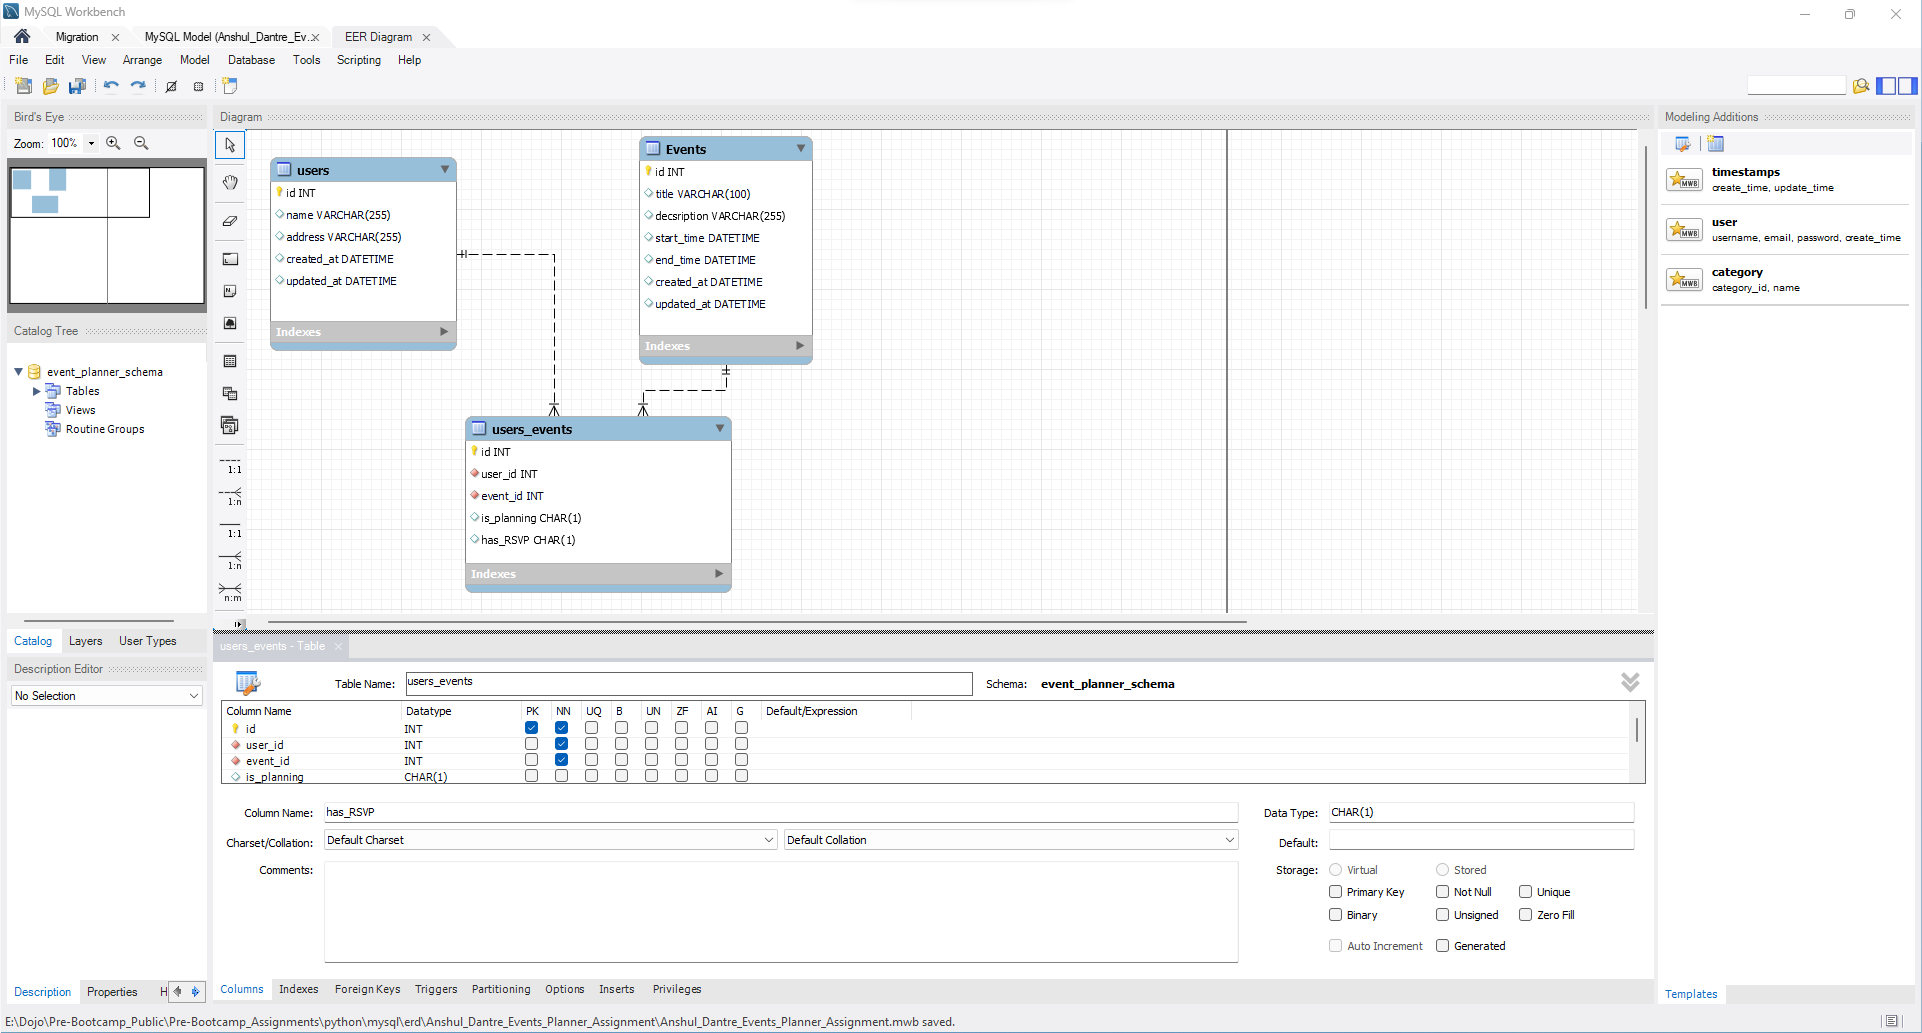 MySQL Workbench
Migration
MySQL Model (Anshul_Dantre_Ev...
EER Diagram
File Edit View Arrange Model Database Tools Scripting Help
Bird's Eye
Zoom: 100%
Catalog Tree
event_planner_schema
Tables
Views
Routine Groups
Catalog Layers User Types
Description Editor
No Selection
Description Properties H
Diagram
1:1
1:n
1:1
1:n
n:m
users
id INT
name VARCHAR(255)
address VARCHAR(255)
created_at DATETIME
updated_at DATETIME
Indexes
Events
id INT
title VARCHAR(100)
decsription VARCHAR(255)
start_time DATETIME
end_time DATETIME
created_at DATETIME
updated_at DATETIME
Indexes
users_events
id INT
user_id INT
event_id INT
is_planning CHAR(1)
has_RSVP CHAR(1)
Indexes
Modeling Additions
MWB
timestamps
create_time, update_time
MWB
user
username, email, password, create_time
MWB
category
category_id, name
Templates
users_events - Table
Table Name: users_events Schema: event_planner_schema
Column Name Datatype PK NN UQ B UN ZF AI G Default/Expression
id INT
user_id INT
event_id INT
is_planning CHAR(1)
Column Name: has_RSVP Data Type: CHAR(1)
Charset/Collation: Default Charset Default Collation Default:
Comments: Storage: Virtual Stored
Primary Key Not Null Unique
Binary Unsigned Zero Fill
Auto Increment Generated
Columns Indexes Foreign Keys Triggers Partitioning Options Inserts Privileges
E:\Dojo\Pre-Bootcamp_Public\Pre-Bootcamp_Assignments\python\mysql\erd\Anshul_Dantre_Events_Planner_Assignment\Anshul_Dantre_Events_Planner_Assignment.mwb saved.